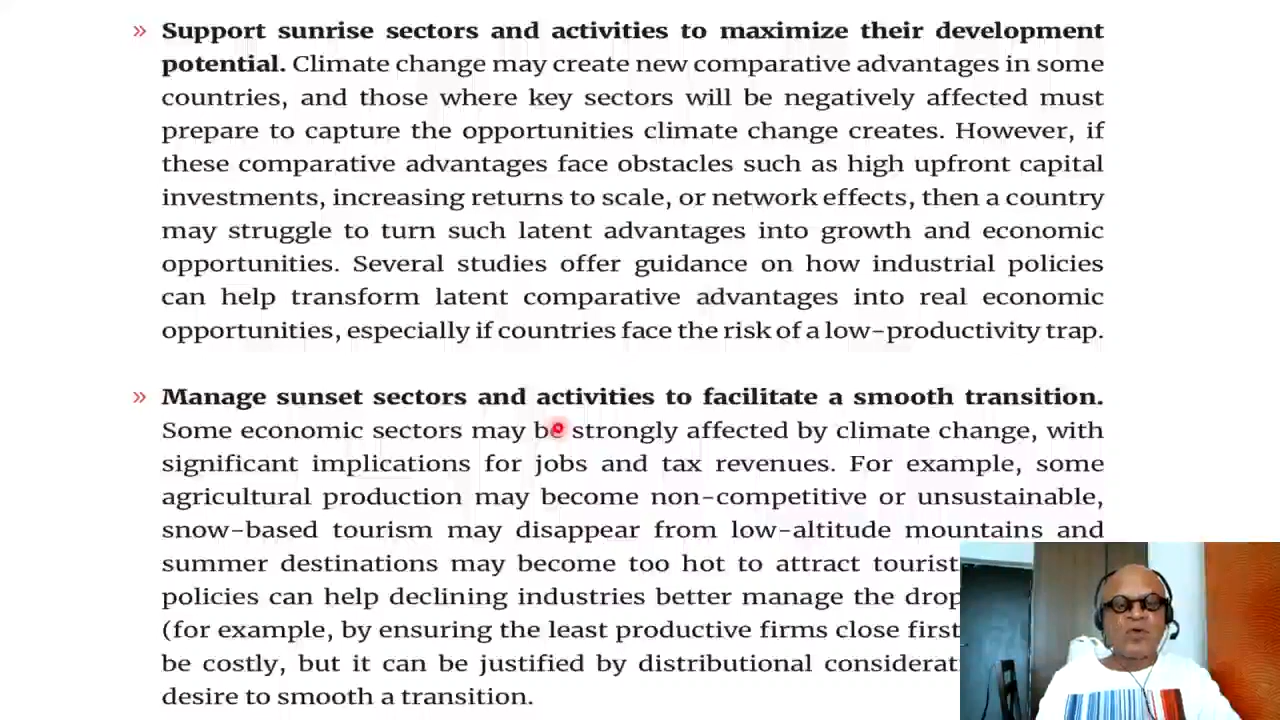 » Support sunrise sectors and activities to maximize their development
potential. Climate change may create new comparative advantages in some
countries, and those where key sectors will be negatively affected must
prepare to capture the opportunities climate change creates. However, if
these comparative advantages face obstacles such as high upfront capital
investments, increasing returns to scale, or network effects, then a country
may struggle to turn such latent advantages into growth and economic
opportunities. Several studies offer guidance on how industrial policies
can help transform latent comparative advantages into real economic
opportunities, especially if countries face the risk of a low-productivity trap.
» Manage sunset sectors and activities to facilitate a smooth transition.
Some economic sectors may be strongly affected by climate change, with
significant implications for jobs and tax revenues. For example, some
agricultural production may become non-competitive or unsustainable,
snow-based tourism may disappear from low-altitude mountains and
summer destinations may become too hot to attract
policies can help declining industries better manage the
(for example, by ensuring the least productive firms close first
be costly, but it can be justified by distributional
desire to smooth a transition.